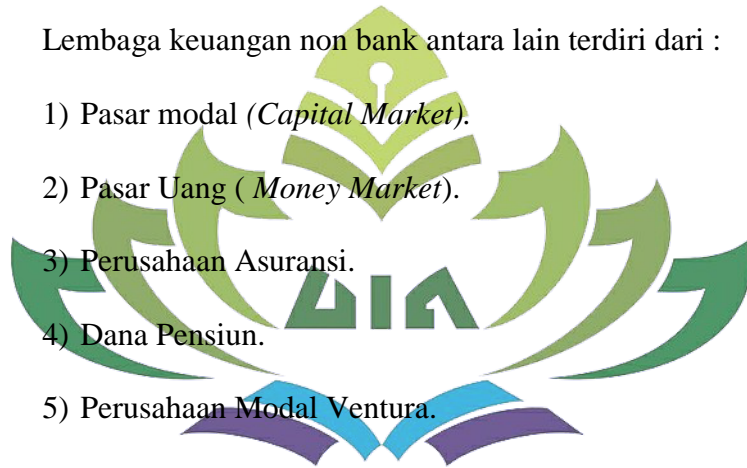 Lembaga keuangan non bank antara lain terdiri dari :
1) Pasar modal (Capital Market).
2) Pasar Uang ( Money Market).
3) Perusahaan Asuransi.
UIN
4) Dana Pensiun.
5) Perusahaan Modal Ventura.